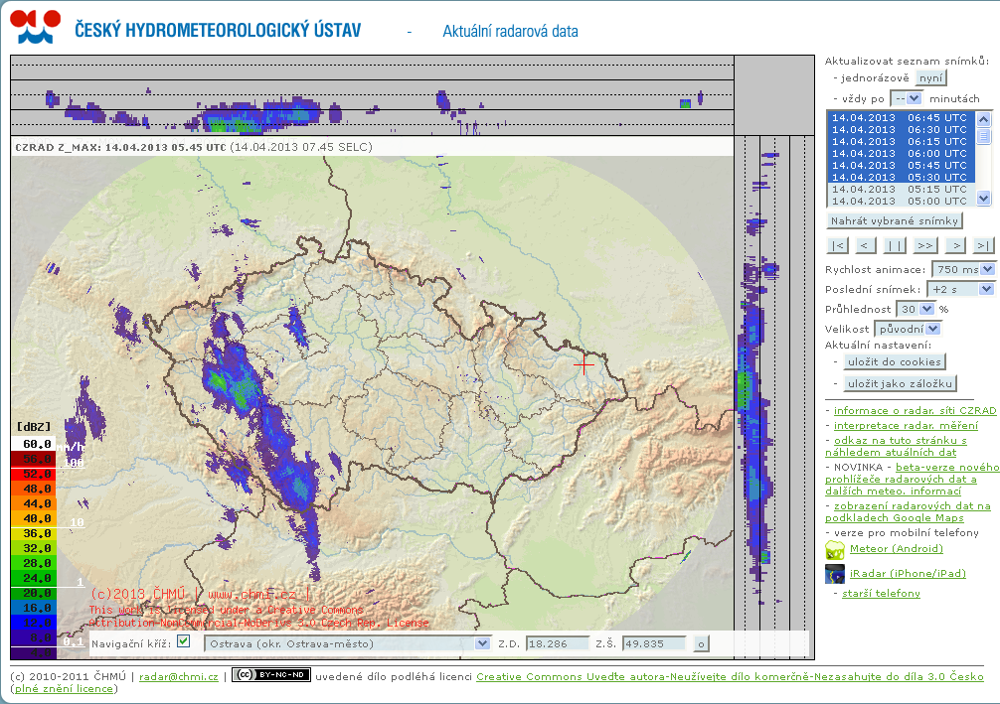 ČESKÝ HYDROMETEOROLOGICKÝ ÚSTAV - Aktuální radarová data
Aktualizovat seznam snímků:
- jednorázově nyní
- vždy po -- minutách
14.04.2013 06:45 UTC
14.04.2013 06:30 UTC
14.04.2013 06:15 UTC
14.04.2013 06:00 UTC
14.04.2013 05:45 UTC
14.04.2013 05:30 UTC
14.04.2013 05:15 UTC
14.04.2013 05:00 UTC
Nahrát vybrané snímky
|< < || >> > >|
Rychlost animace: 750 ms
Poslední snímek: +2 s
Průhlednost 30 %
Velikost původní
Aktuální nastavení:
- uložit do cookies
- uložit jako záložku
- informace o radar. síti CZRAD
- interpretace radar. měření
- odkaz na tuto stránku s
náhledem atuálních dat
- NOVINKA - beta-verze nového
prohlížeče radarových dat a
dalších meteo. informací
- zobrazení radarových dat na
podkladech Google Maps
- verze pro mobilní telefony
Meteor (Android)
iRadar (iPhone/iPad)
- starší telefony
CZRAD Z_MAX: 14.04.2013 05.45 UTC (14.04.2013 07.45 SELC)
[dBZ]
60.0 mm/h
56.0 100
52.0
48.0
44.0
40.0 10
36.0
32.0
28.0
24.0 1
20.0
16.0
12.0
8.0 0.1
4.0
(c)2013 ČHMÚ www.chmi.cz
This work is licensed under a Creative Commons
Attribution-NonCommercial-NoDerivs 3.0 Czech Rep. License
Navigační kříž: Ostrava (okr. Ostrava-město) Z.D. 18.286 Z.Š. 49.835 o
(c) 2010-2011 ČHMÚ | radar@chmi.cz | (cc) BY-NC-ND uvedené dílo podléhá licenci Creative Commons Uveďte autora-Neužívejte dílo komerčně-Nezasahujte do díla 3.0 Česko
(plné znění licence)